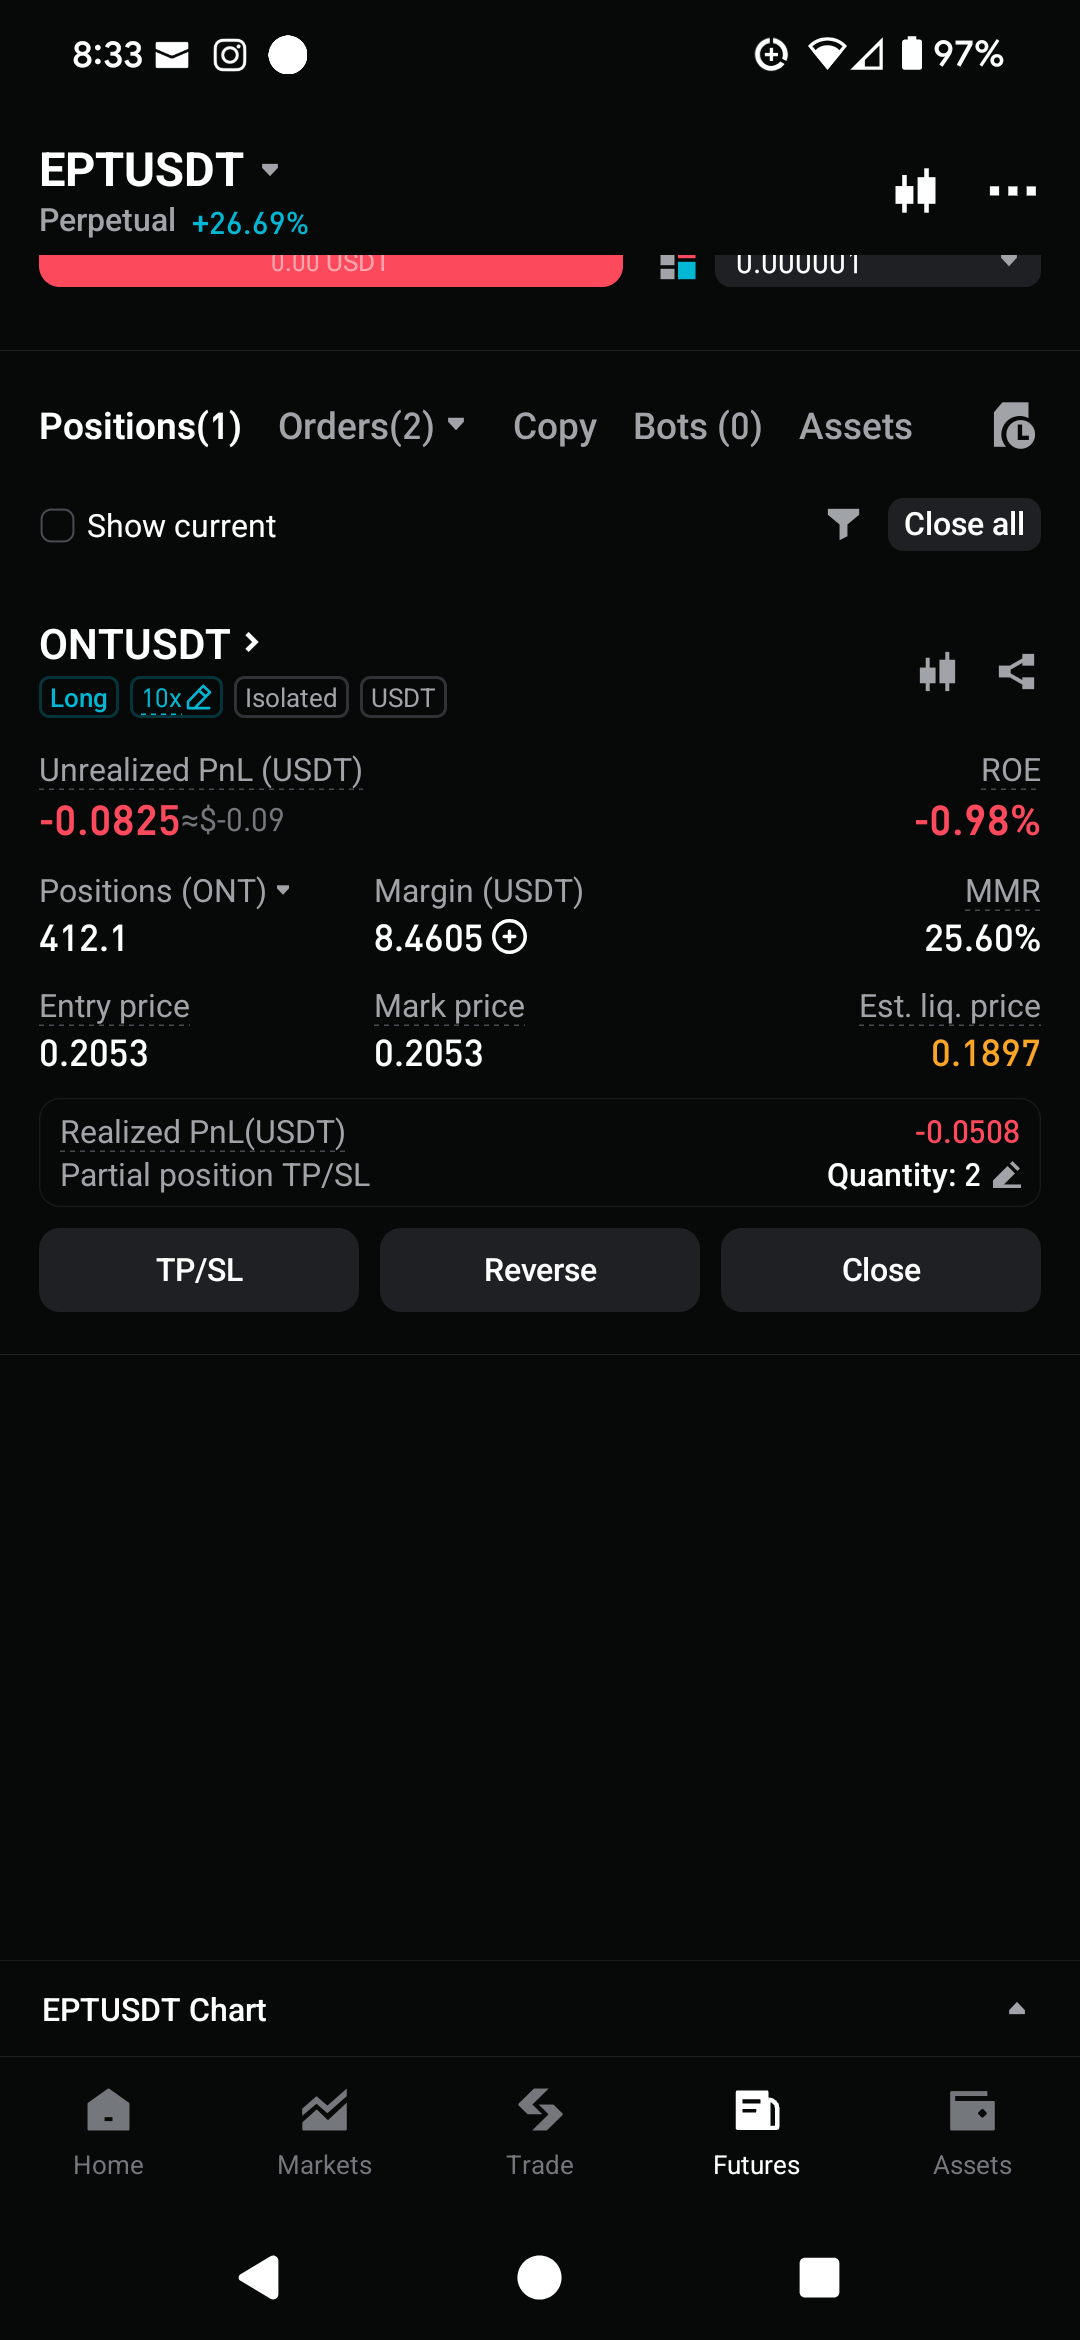 8:33 97%
EPTUSDT
Perpetual +26.69%
0.00 USDT 0.000001
Positions(1) Orders(2) Copy Bots (0) Assets
Show current Close all
ONTUSDT
Long 10x Isolated USDT
Unrealized PnL (USDT) ROE
-0.0825≈$-0.09 -0.98%
Positions (ONT) Margin (USDT) MMR
412.1 8.4605 25.60%
Entry price Mark price Est. liq. price
0.2053 0.2053 0.1897
Realized PnL(USDT) -0.0508
Partial position TP/SL Quantity: 2
TP/SL Reverse Close
EPTUSDT Chart
Home Markets Trade Futures Assets